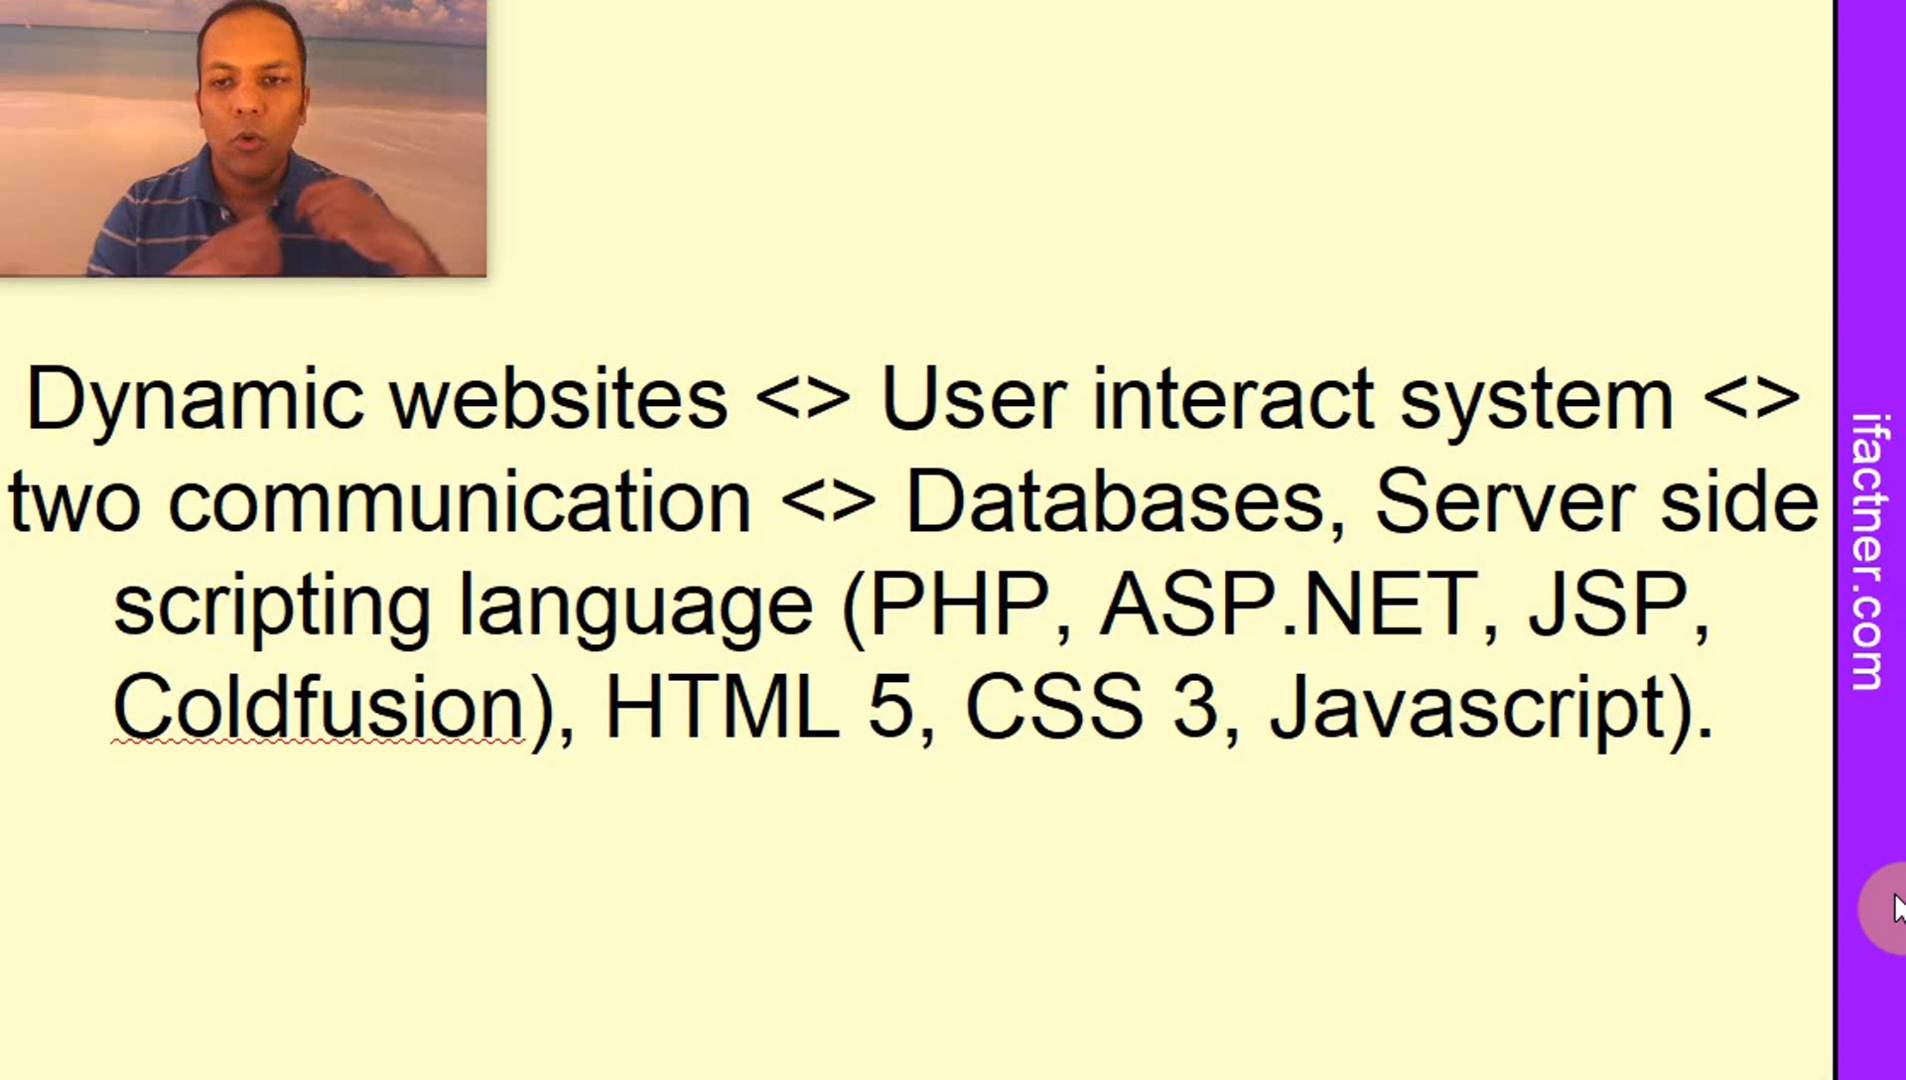 Dynamic websites <> User interact system <>
two communication <> Databases, Server side
scripting language (PHP, ASP.NET, JSP,
Coldfusion), HTML 5, CSS 3, Javascript).
ifactner.com